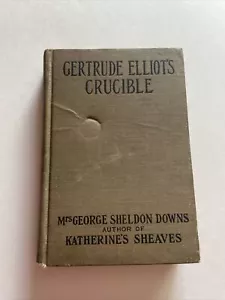 GERTRUDE ELLIOT'S
CRUCIBLE
MRS GEORGE SHELDON DOWNS
AUTHOR OF
KATHERINE'S SHEAVES